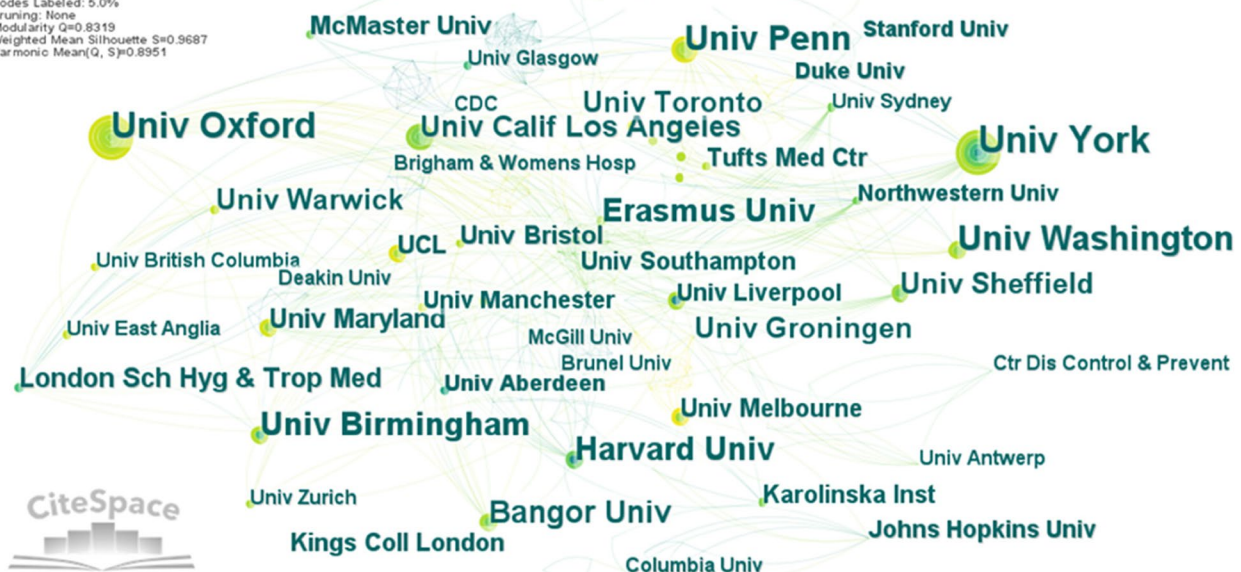 odes Labeled: 5.0%
runing: None
Modularity Q=0.8319
Weighted Mean Silhouette S=0.9687
armonic Mean(Q, S)=0.8951
McMaster Univ
Univ Penn
Stanford Univ
Univ Glasgow
Duke Univ
CDC
Univ Toronto
Univ Sydney
Univ Oxford
Univ Calif Los Angeles
Univ York
Brigham & Womens Hosp
Tufts Med Ctr
Univ Warwick
Northwestern Univ
Erasmus Univ
UCL
Univ Bristol
Univ Washington
Univ British Columbia
Univ Southampton
Deakin Univ
Univ Sheffield
Univ Manchester
Univ Liverpool
Univ East Anglia
Univ Maryland
Univ Groningen
McGill Univ
Brunel Univ
Ctr Dis Control & Prevent
London Sch Hyg & Trop Med
Univ Aberdeen
Univ Melbourne
Univ Birmingham
Harvard Univ
Univ Antwerp
CiteSpace
Univ Zurich
Karolinska Inst
Bangor Univ
Johns Hopkins Univ
Kings Coll London
Columbia Univ